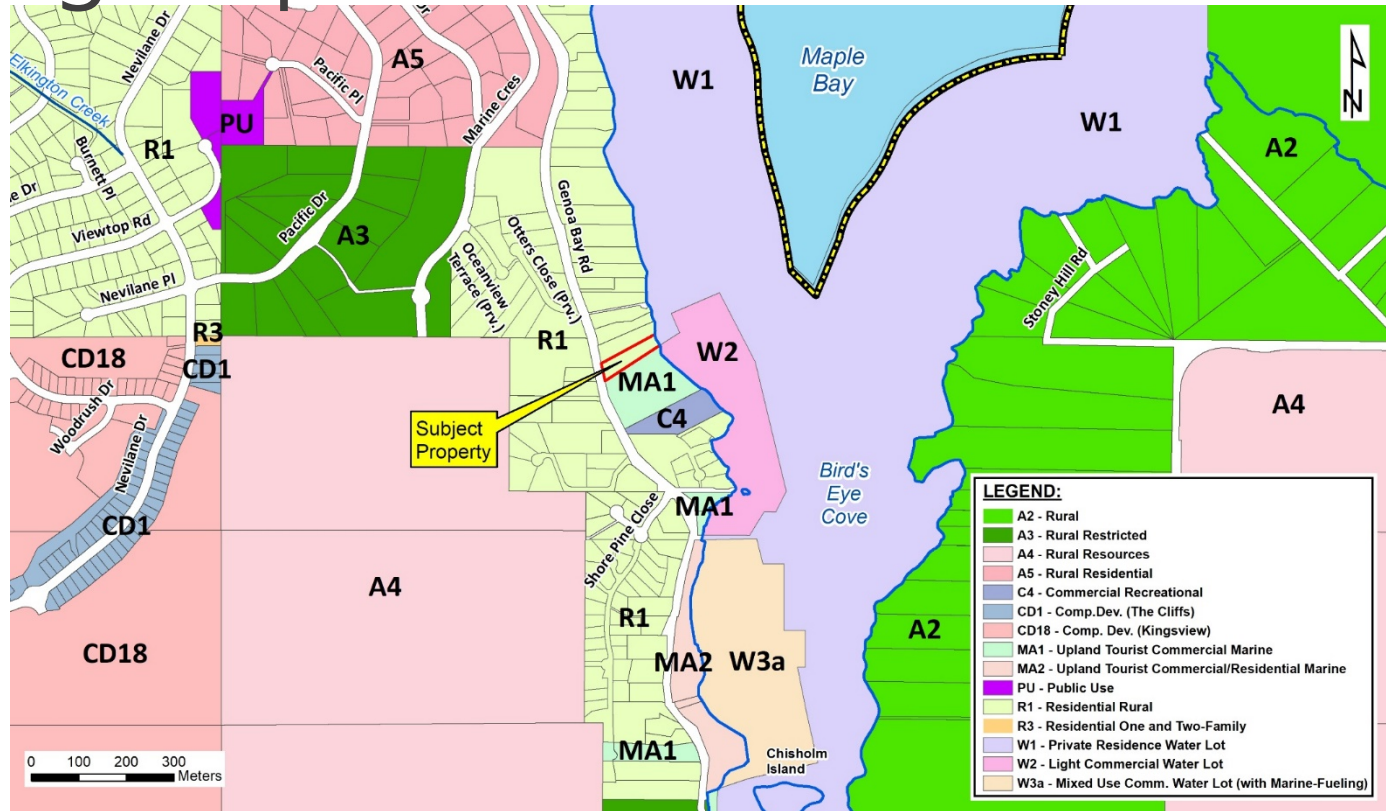 Elkington Creek
Nevilane Dr
Pacific Pl
A5
Dr
Marine Cres
W1
Maple
Bay
W1
N
A2
PU
R1
Burnett Pl
e Dr
Viewtop Rd
Pacific Dr
A3
Nevilane Pl
Genoa Bay Rd
Otters Close (Prv.)
Oceanview
Terrace (Prv.)
Stoney Hill Rd
R3
CD18
CD1
R1
W2
MA1
C4
A4
Woodrush Dr
Nevilane Dr
Subject
Property
Bird's
Eye
Cove
CD1
MA1
Shore Pine Close
A4
R1
A2
CD18
MA2
W3a
MA1
Chisholm
Island
0 50 100 200 300
Meters
LEGEND:
A2 - Rural
A3 - Rural Restricted
A4 - Rural Resources
A5 - Rural Residential
C4 - Commercial Recreational
CD1 - Comp.Dev. (The Cliffs)
CD18 - Comp. Dev. (Kingsview)
MA1 - Upland Tourist Commercial Marine
MA2 - Upland Tourist Commercial/Residential Marine
PU - Public Use
R1 - Residential Rural
R3 - Residential One and Two-Family
W1 - Private Residence Water Lot
W2 - Light Commercial Water Lot
W3a - Mixed Use Comm. Water Lot (with Marine-Fueling)